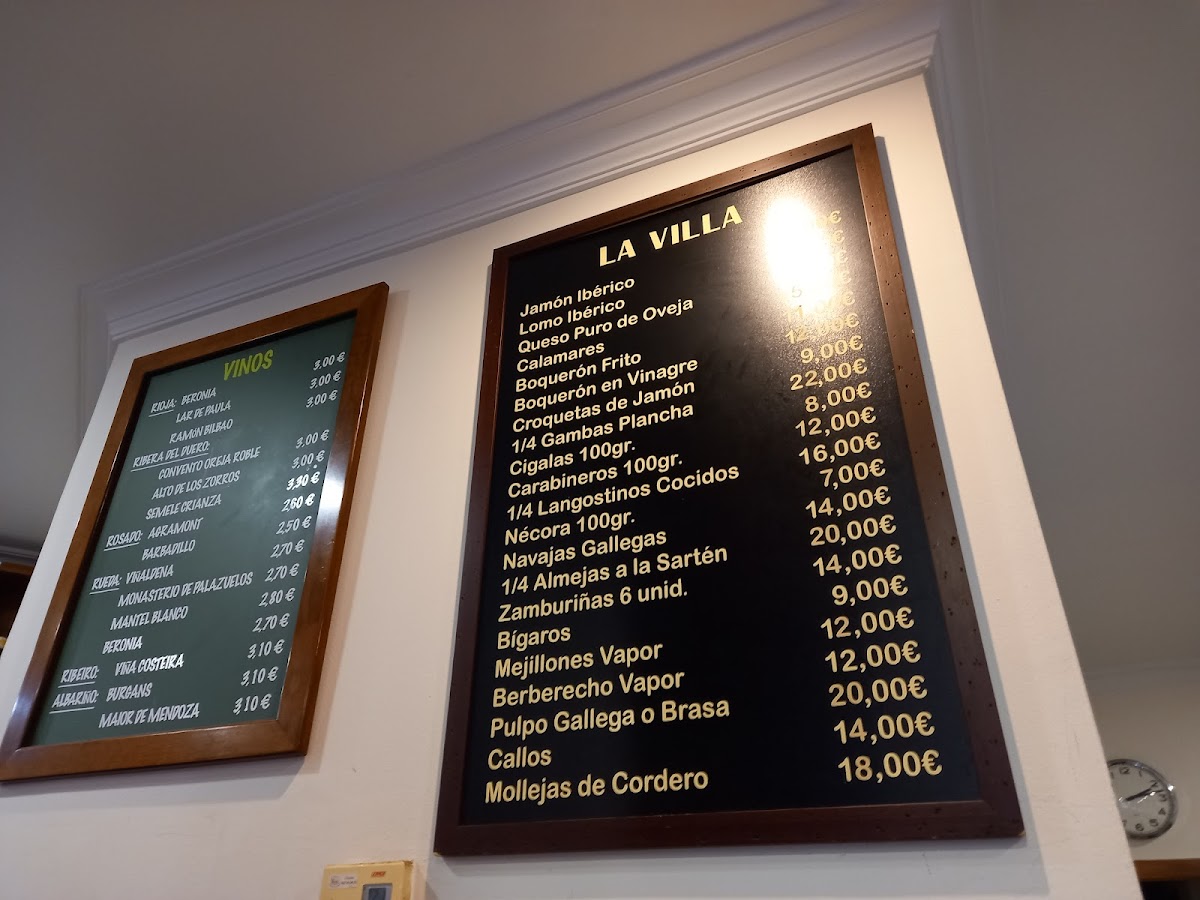 VINOS
RIOJA: BERONIA 3,00 €
LAR DE PAULA 3,00 €
RAMÓN BILBAO 3,00 €
RIBERA DEL DUERO:
CONVENTO OREJA ROBLE 3,00 €
ALTO DE LOS ZORROS 3,00 €
SEMELE CRIANZA 3,30 €
ROSADO: AGRAMONT 2,60 €
BARBADILLO 2,50 €
RUEDA: VIÑALDENA 2,70 €
MONASTERIO DE PALAZUELOS 2,70 €
MANTEL BLANCO 2,80 €
BERONIA 2,70 €
RIBEIRO: VIÑA COSTEIRA 3,10 €
ALBARIÑO: BURGANS 3,10 €
MAIOR DE MENDOZA 3,10 €
LA VILLA
Jamón Ibérico
Lomo Ibérico
Queso Puro de Oveja
Calamares
Boquerón Frito
Boquerón en Vinagre 12,00€
Croquetas de Jamón 9,00€
1/4 Gambas Plancha 22,00€
Cigalas 100gr. 8,00€
Carabineros 100gr. 12,00€
1/4 Langostinos Cocidos 16,00€
Nécora 100gr. 7,00€
Navajas Gallegas 14,00€
1/4 Almejas a la Sartén 20,00€
Zamburiñas 6 unid. 14,00€
Bígaros 9,00€
Mejillones Vapor 12,00€
Berberecho Vapor 12,00€
Pulpo Gallega o Brasa 20,00€
Callos 14,00€
Mollejas de Cordero 18,00€